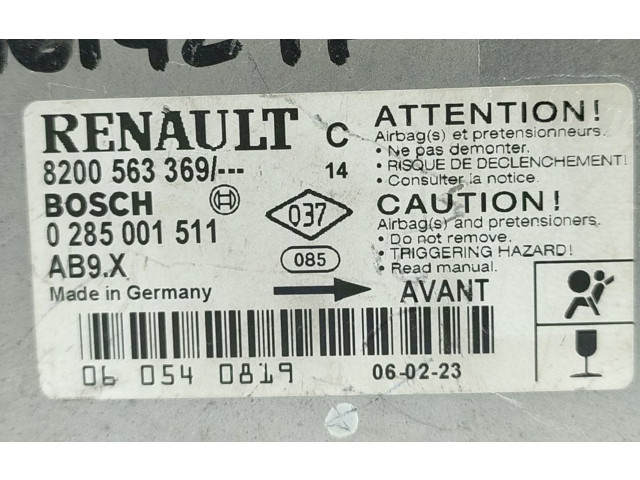 RENAULT C
8200 563 369/--- 14
BOSCH
0 285 001 511
AB9.X
Made in Germany
037
085
ATTENTION!
Airbag(s) et pretensionneurs.
• Ne pas demonter.
• RISQUE DE DECLENCHEMENT!
• Consulter la notice.
CAUTION!
Airbag(s) and pretensioners.
• Do not remove.
• TRIGGERING HAZARD!
• Read manual.
AVANT
06 054 0819
06-02-23